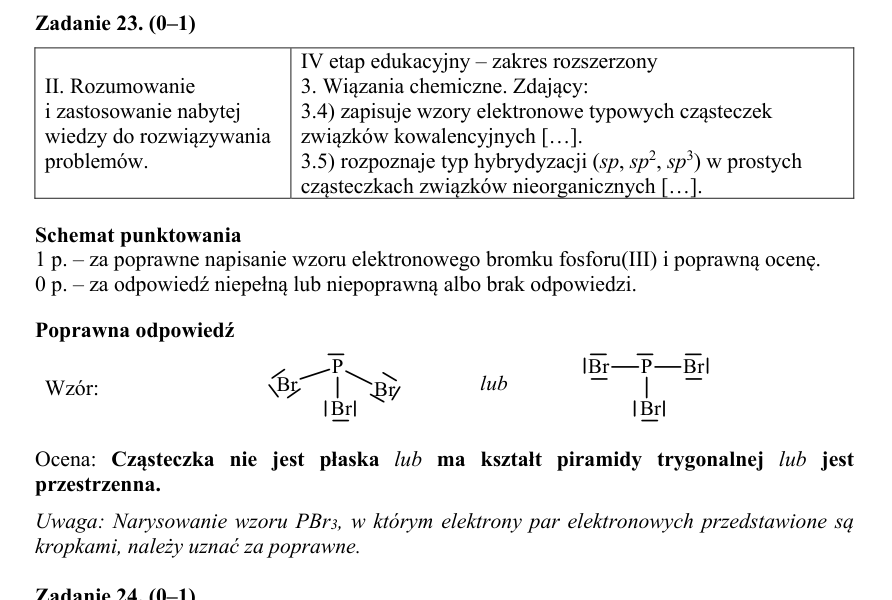 Zadanie 23. (0–1)
II. Rozumowanie
i zastosowanie nabytej
wiedzy do rozwiązywania
problemów.
IV etap edukacyjny – zakres rozszerzony
3. Wiązania chemiczne. Zdający:
3.4) zapisuje wzory elektronowe typowych cząsteczek
związków kowalencyjnych […].
3.5) rozpoznaje typ hybrydyzacji (sp, sp², sp³) w prostych
cząsteczkach związków nieorganicznych […].
Schemat punktowania
1 p. – za poprawne napisanie wzoru elektronowego bromku fosforu(III) i poprawną ocenę.
0 p. – za odpowiedź niepełną lub niepoprawną albo brak odpowiedzi.
Poprawna odpowiedź
Wzór:
P
Br Br
Br
lub
Br P Br
Br
Ocena: Cząsteczka nie jest płaska lub ma kształt piramidy trygonalnej lub jest
przestrzenna.
Uwaga: Narysowanie wzoru PBr₃, w którym elektrony par elektronowych przedstawione są
kropkami, należy uznać za poprawne.
Zadanie 24. (0–1)